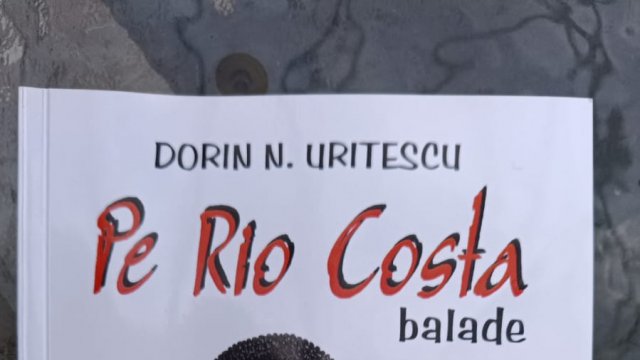 DORIN N. URITESCU
Pe Rio Costa
balade